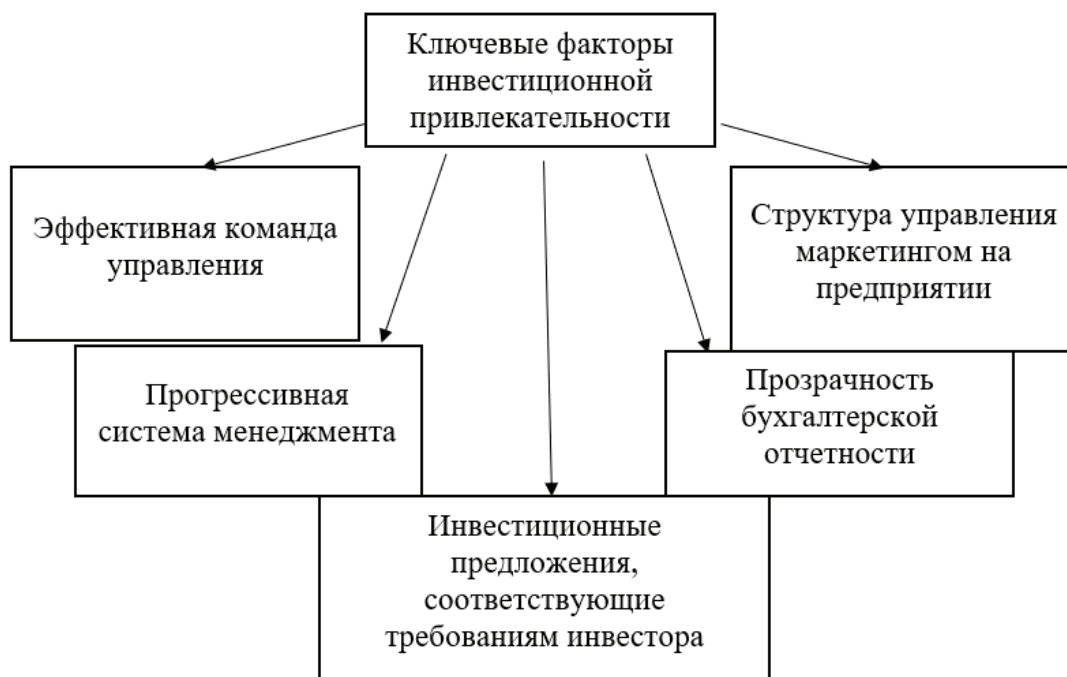 Ключевые факторы
инвестиционной
привлекательности
Эффективная команда
управления
Структура управления
маркетингом на
предприятии
Прогрессивная
система менеджмента
Прозрачность
бухгалтерской
отчетности
Инвестиционные
предложения,
соответствующие
требованиям инвестора